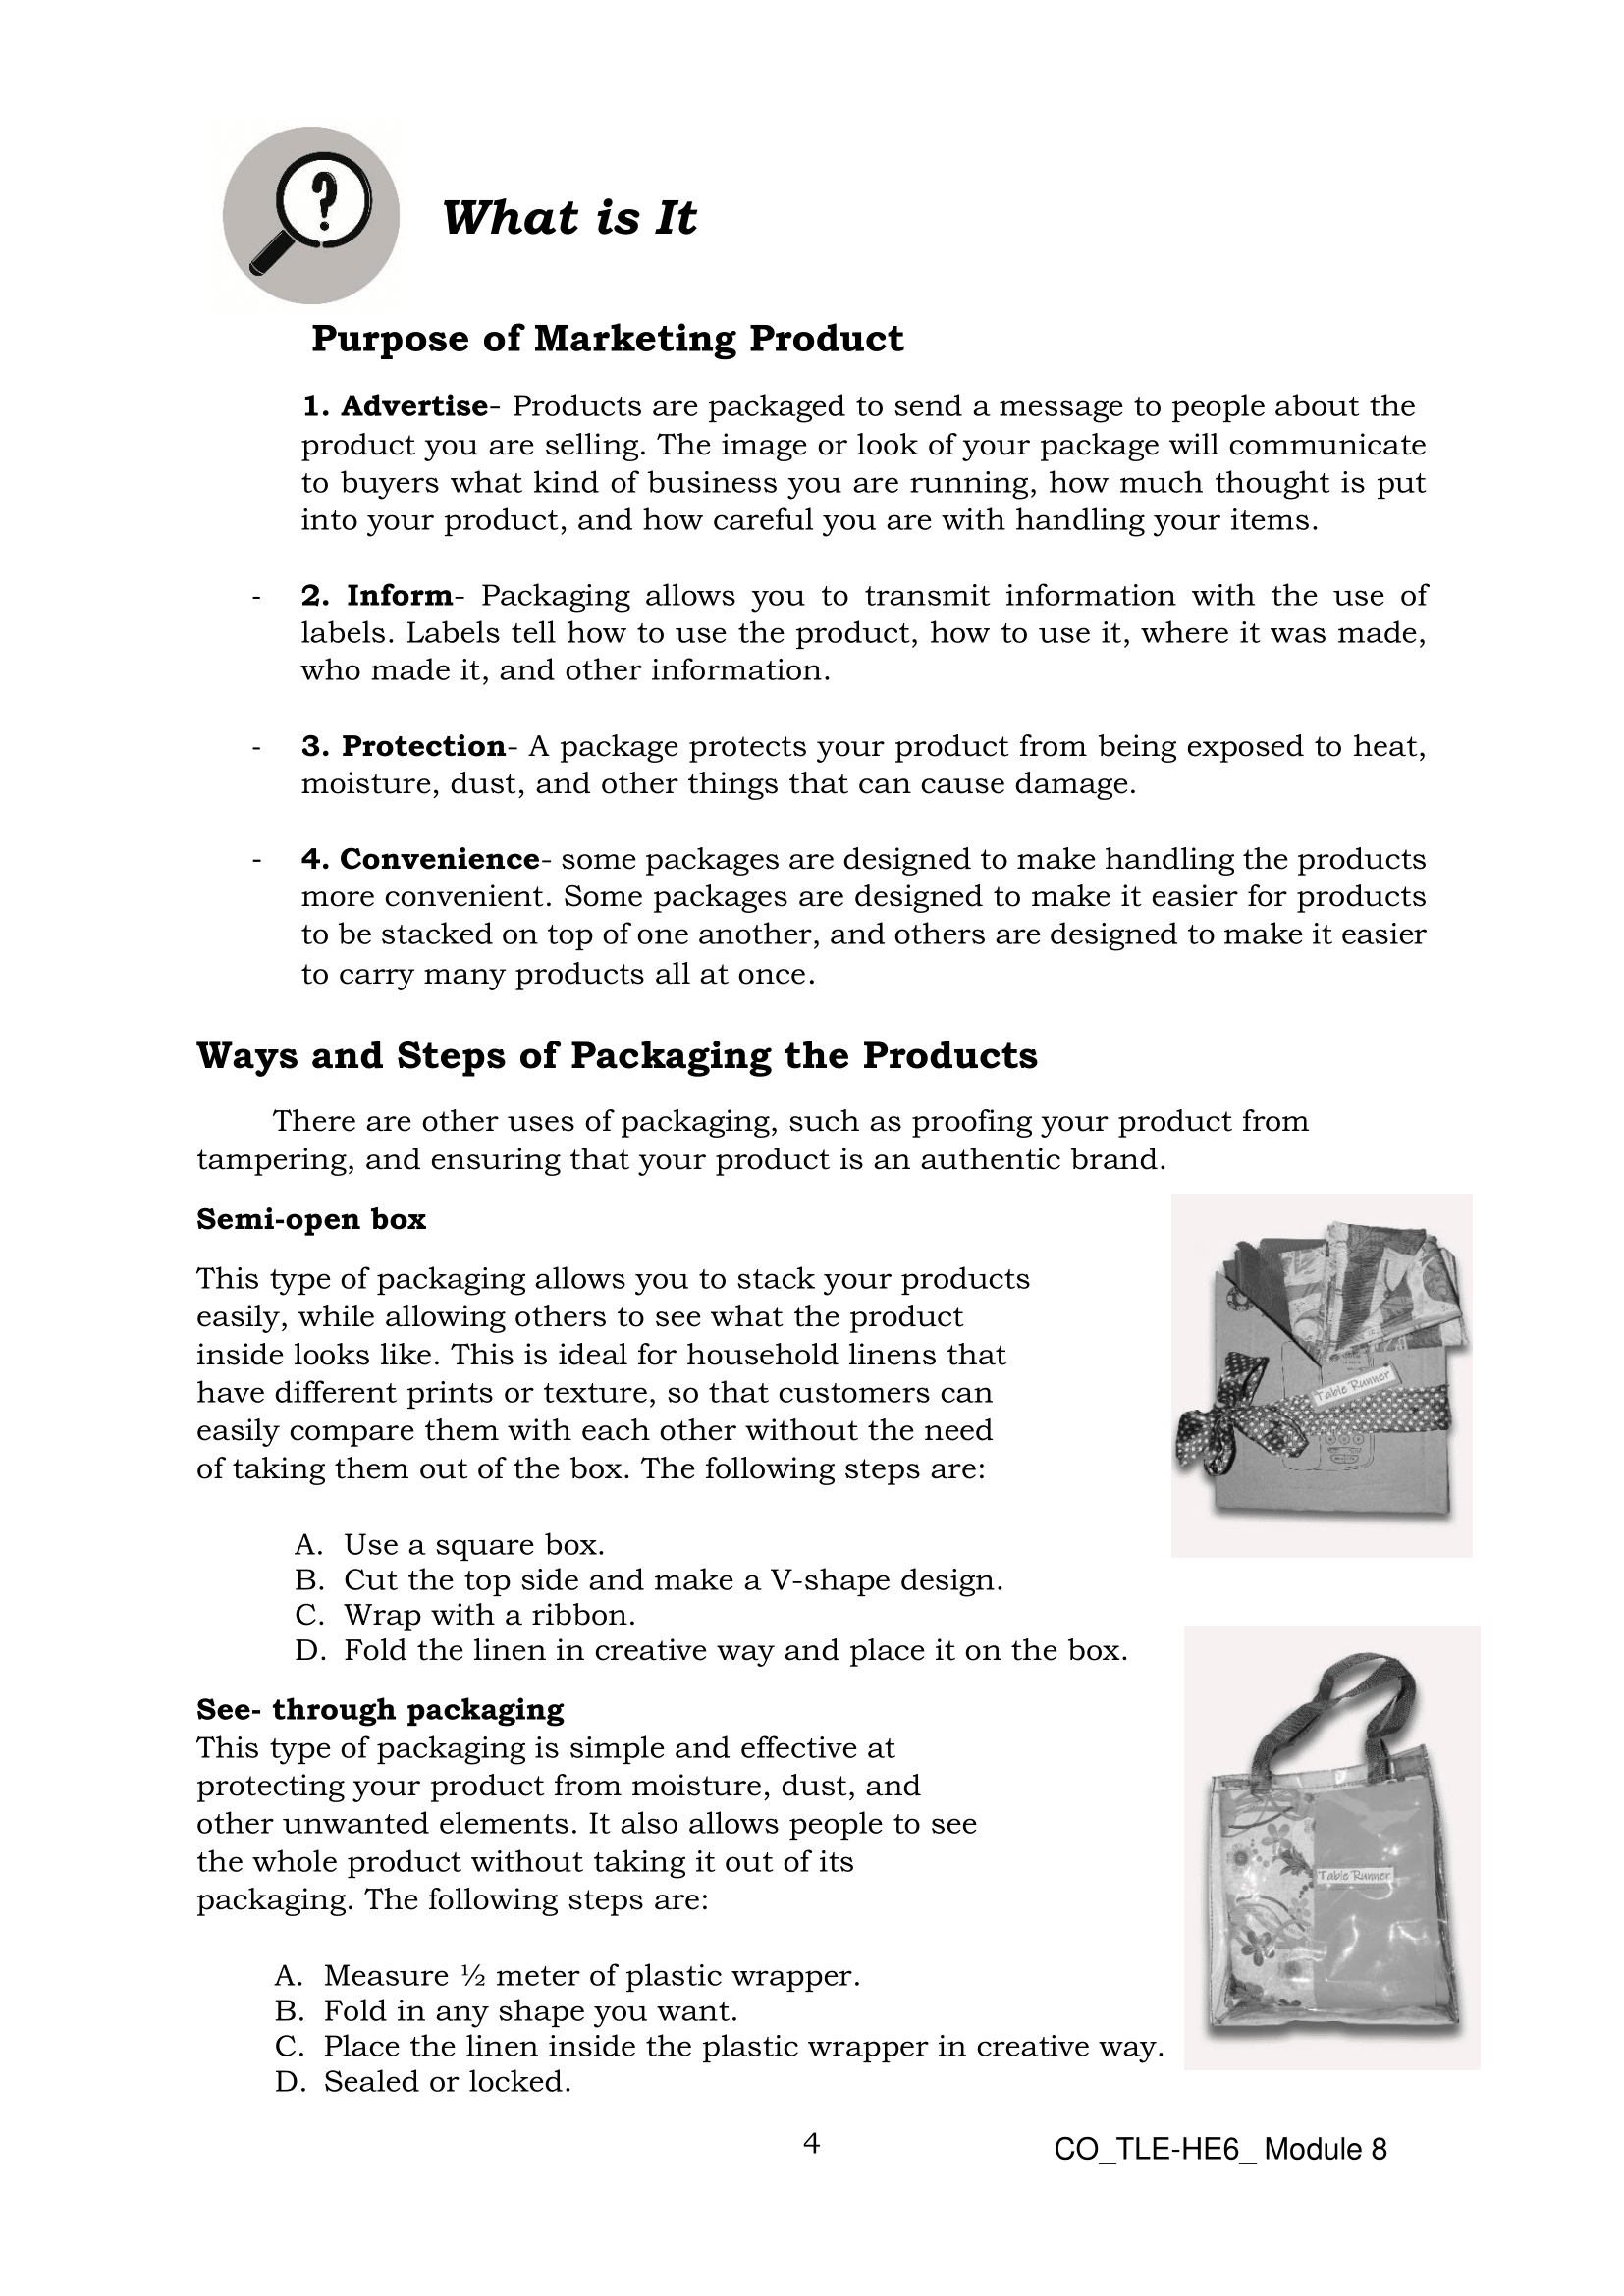 ?
What is It
Purpose of Marketing Product
1. Advertise- Products are packaged to send a message to people about the
product you are selling. The image or look of your package will communicate
to buyers what kind of business you are running, how much thought is put
into your product, and how careful you are with handling your items.
- 2. Inform- Packaging allows you to transmit information with the use of
labels. Labels tell how to use the product, how to use it, where it was made,
who made it, and other information.
- 3. Protection- A package protects your product from being exposed to heat,
moisture, dust, and other things that can cause damage.
- 4. Convenience- some packages are designed to make handling the products
more convenient. Some packages are designed to make it easier for products
to be stacked on top of one another, and others are designed to make it easier
to carry many products all at once.
Ways and Steps of Packaging the Products
There are other uses of packaging, such as proofing your product from
tampering, and ensuring that your product is an authentic brand.
Semi-open box
This type of packaging allows you to stack your products
easily, while allowing others to see what the product
inside looks like. This is ideal for household linens that
have different prints or texture, so that customers can
easily compare them with each other without the need
of taking them out of the box. The following steps are:
Table Runner
A. Use a square box.
B. Cut the top side and make a V-shape design.
C. Wrap with a ribbon.
D. Fold the linen in creative way and place it on the box.
See- through packaging
This type of packaging is simple and effective at
protecting your product from moisture, dust, and
other unwanted elements. It also allows people to see
the whole product without taking it out of its
packaging. The following steps are:
Table Runner
A. Measure ½ meter of plastic wrapper.
B. Fold in any shape you want.
C. Place the linen inside the plastic wrapper in creative way.
D. Sealed or locked.
4
CO_TLE-HE6_ Module 8